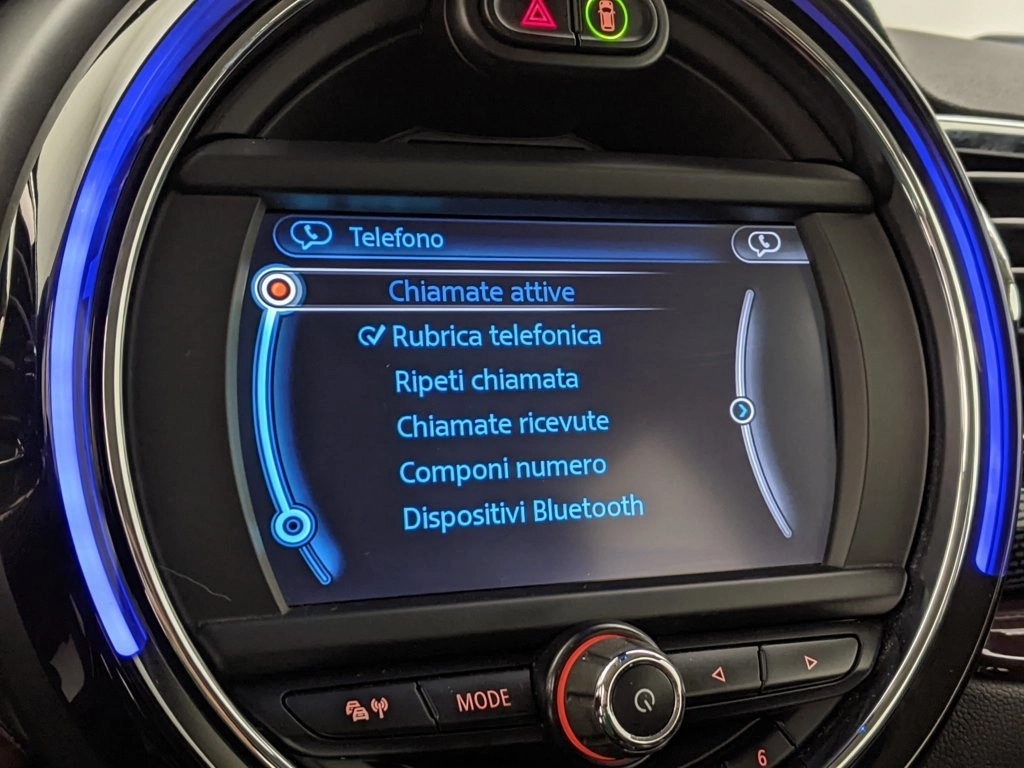 Telefono
Chiamate attive
Rubrica telefonica
Ripeti chiamata
Chiamate ricevute
Componi numero
Dispositivi Bluetooth
MODE
6